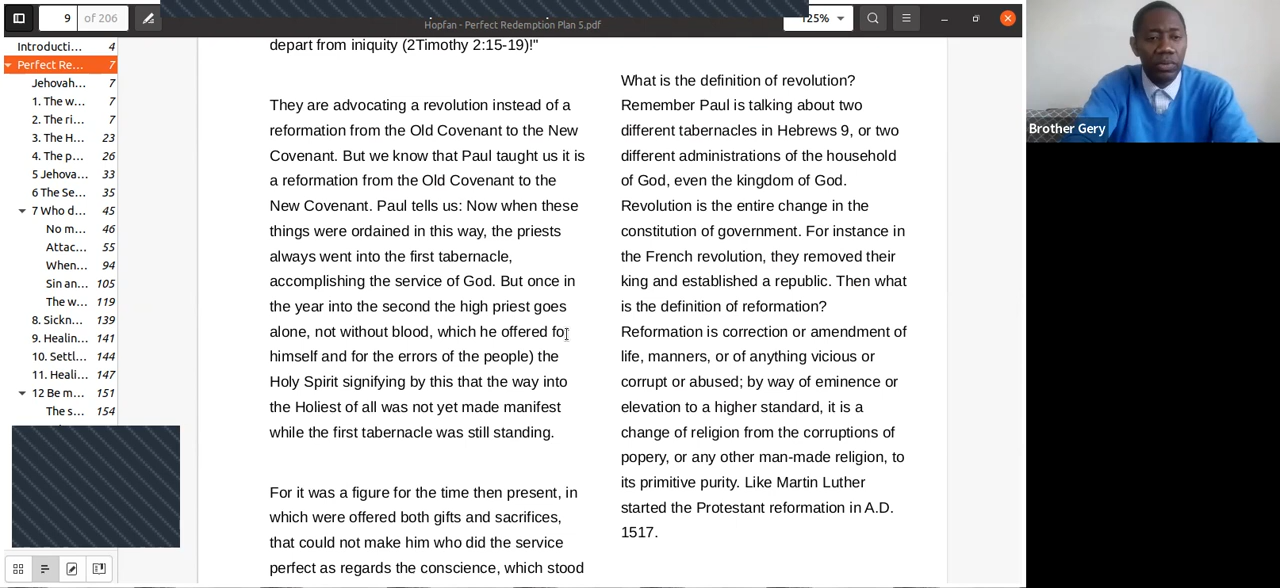 9
of 206
Hopfan - Perfect Redemption Plan 5.pdf
125%
Introducti... 4
Perfect Re... 7
Jehovah... 7
1. The w... 7
2. The ri... 7
3. The H... 23
4. The p... 26
5 Jehova... 33
6 The Se... 35
7 Who d... 45
No m... 46
Attac... 55
When... 94
Sin an... 105
The w... 119
8. Sickn... 139
9. Healin... 141
10. Settl... 144
11. Heali... 147
12 Be m... 151
The s... 154
depart from iniquity (2Timothy 2:15-19)!"
They are advocating a revolution instead of a
reformation from the Old Covenant to the New
Covenant. But we know that Paul taught us it is
a reformation from the Old Covenant to the
New Covenant. Paul tells us: Now when these
things were ordained in this way, the priests
always went into the first tabernacle,
accomplishing the service of God. But once in
the year into the second the high priest goes
alone, not without blood, which he offered for
himself and for the errors of the people) the
Holy Spirit signifying by this that the way into
the Holiest of all was not yet made manifest
while the first tabernacle was still standing.
For it was a figure for the time then present, in
which were offered both gifts and sacrifices,
that could not make him who did the service
perfect as regards the conscience, which stood
What is the definition of revolution?
Remember Paul is talking about two
different tabernacles in Hebrews 9, or two
different administrations of the household
of God, even the kingdom of God.
Revolution is the entire change in the
constitution of government. For instance in
the French revolution, they removed their
king and established a republic. Then what
is the definition of reformation?
Reformation is correction or amendment of
life, manners, or of anything vicious or
corrupt or abused; by way of eminence or
elevation to a higher standard, it is a
change of religion from the corruptions of
popery, or any other man-made religion, to
its primitive purity. Like Martin Luther
started the Protestant reformation in A.D.
1517.
Brother Gery